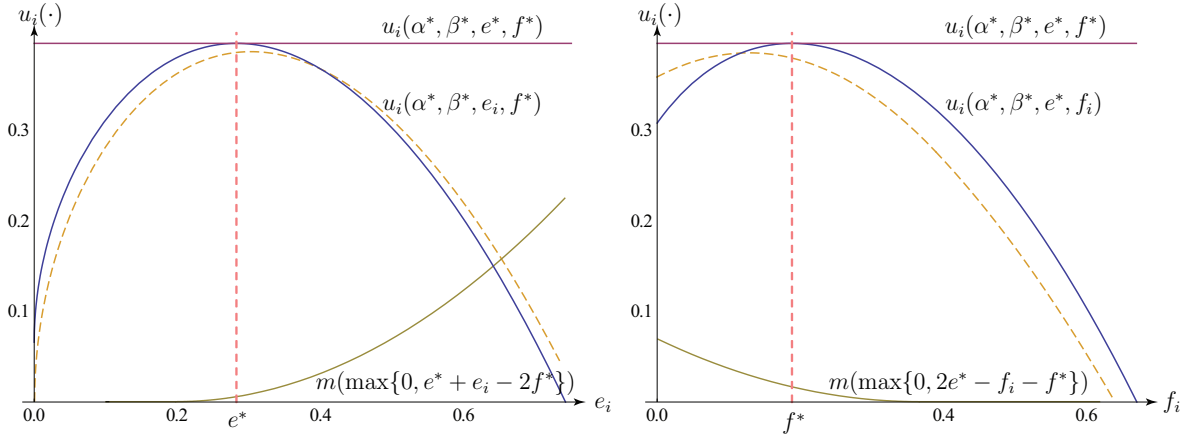 u_i(·)
u_i(α*, β*, e*, f*)
u_i(α*, β*, e_i, f*)
0.3
0.2
0.1
m(max{0, e* + e_i − 2f*})
0.0
0.2
e*
0.4
0.6
e_i
u_i(·)
u_i(α*, β*, e*, f*)
u_i(α*, β*, e*, f_i)
0.3
0.2
0.1
m(max{0, 2e* − f_i − f*})
0.0
f*
0.4
0.6
f_i